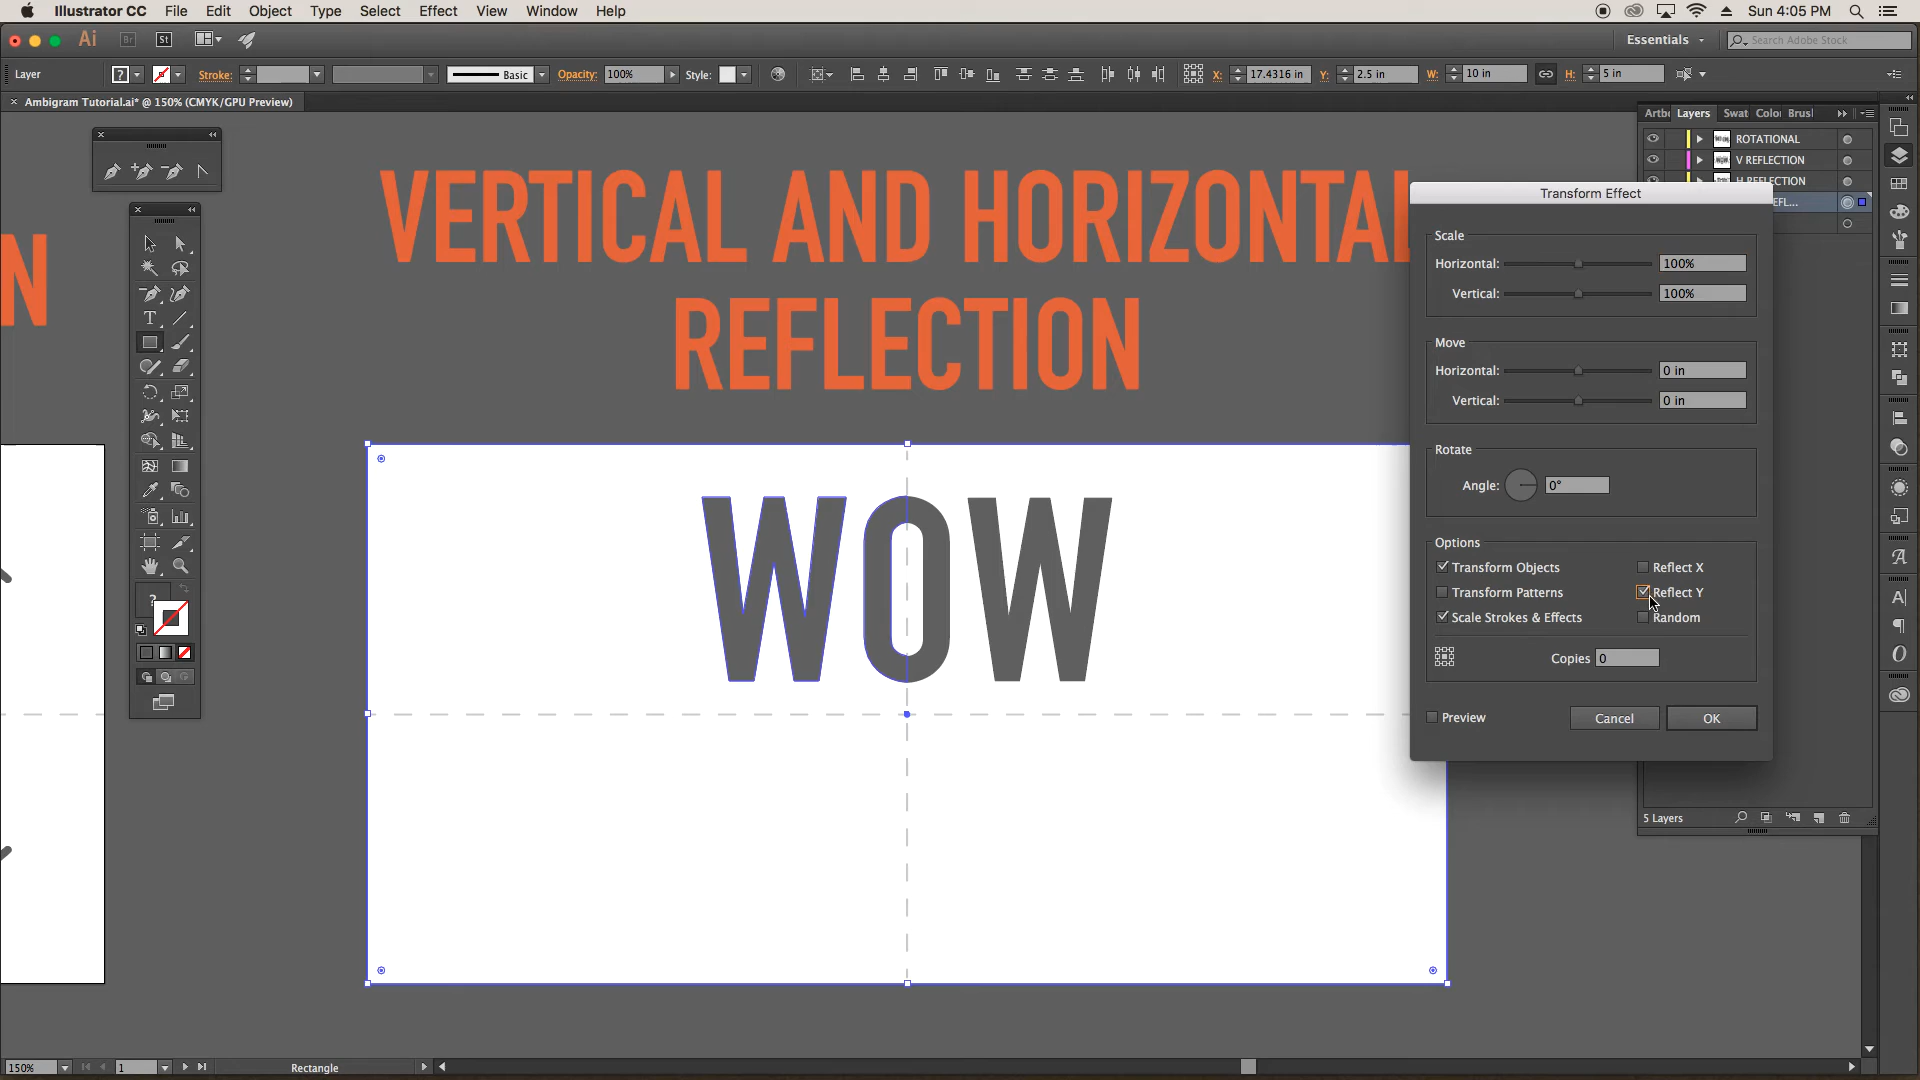 Illustrator CC File Edit Object Type Select Effect View Window Help Sun 4:05 PM
Ai Br St Essentials Search Adobe Stock
Layer ? Stroke: Basic Opacity: 100% Style: X: 17.4316 in Y: 2.5 in W: 10 in H: 5 in
× Ambigram Tutorial.ai* @ 150% (CMYK/GPU Preview)
Layers Swat Colo Brus
ROTATIONAL
V REFLECTION
H REFLECTION
EFL...
VERTICAL AND HORIZONTAL
REFLECTION
N
WOW
Transform Effect
Scale
Horizontal: 100%
Vertical: 100%
Move
Horizontal: 0 in
Vertical: 0 in
Rotate
Angle: 0°
Options
Transform Objects Reflect X
Transform Patterns Reflect Y
Scale Strokes & Effects Random
Copies 0
Preview Cancel OK
5 Layers
T
?
A
A
O
150% 1 Rectangle